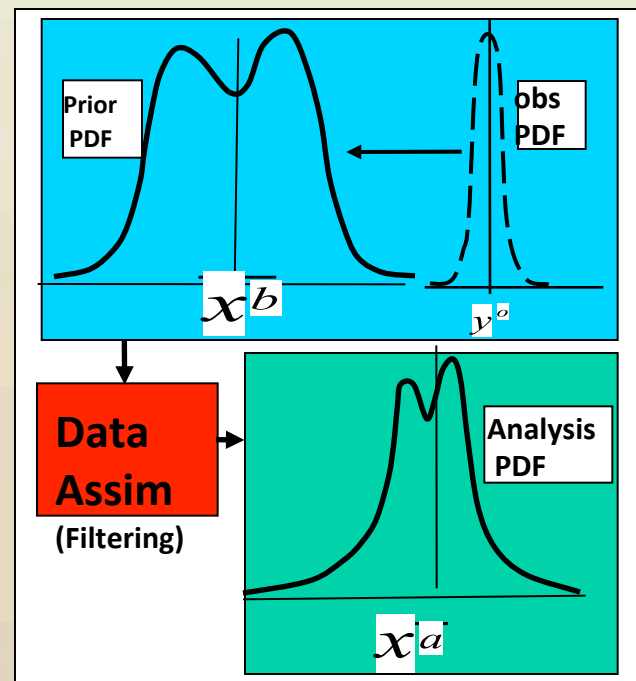 Prior
PDF
obs
PDF
x^b
y^o
Data
Assim
(Filtering)
Analysis
PDF
x^a